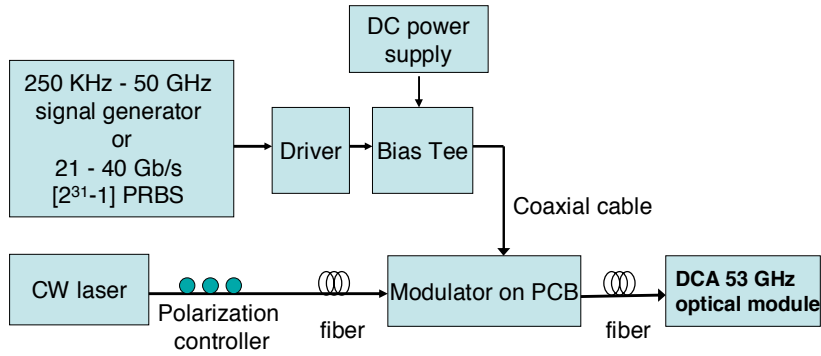 DC power
supply
250 KHz - 50 GHz
signal generator
or
21 - 40 Gb/s
[2³¹-1] PRBS
Driver
Bias Tee
Coaxial cable
CW laser
Polarization
controller
fiber
Modulator on PCB
fiber
DCA 53 GHz
optical module